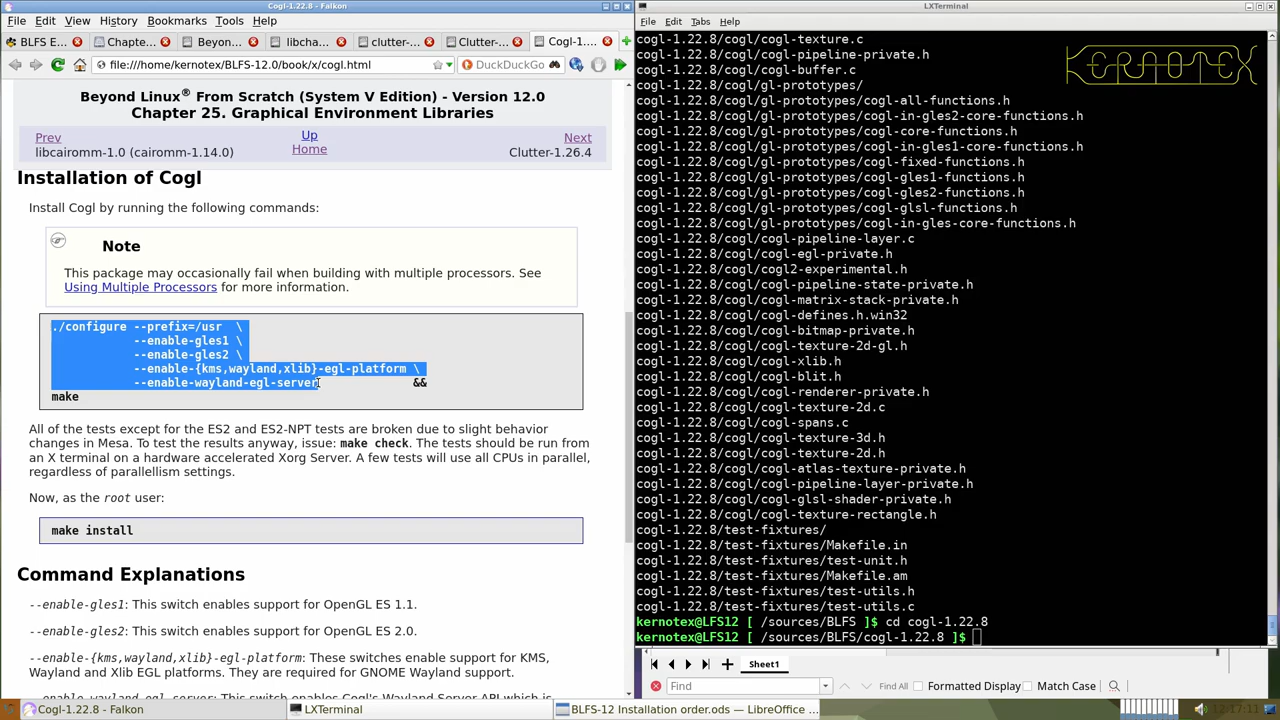 Cogl-1.22.8 - Falkon
File Edit View History Bookmarks Tools Help
BLFS E...
Chapte...
Beyon...
libcha...
clutter-...
Clutter-...
Cogl-1....
file:///home/kernotex/BLFS-12.0/book/x/cogl.html
DuckDuckGo
Beyond Linux® From Scratch (System V Edition) - Version 12.0
Chapter 25. Graphical Environment Libraries
Prev
Up
Next
libcairomm-1.0 (cairomm-1.14.0)
Home
Clutter-1.26.4
Installation of Cogl
Install Cogl by running the following commands:
Note
This package may occasionally fail when building with multiple processors. See
Using Multiple Processors for more information.
./configure --prefix=/usr \
--enable-gles1 \
--enable-gles2 \
--enable-{kms,wayland,xlib}-egl-platform \
--enable-wayland-egl-server &&
make
All of the tests except for the ES2 and ES2-NPT tests are broken due to slight behavior
changes in Mesa. To test the results anyway, issue: make check. The tests should be run from
an X terminal on a hardware accelerated Xorg Server. A few tests will use all CPUs in parallel,
regardless of parallellism settings.
Now, as the root user:
make install
Command Explanations
--enable-gles1: This switch enables support for OpenGL ES 1.1.
--enable-gles2: This switch enables support for OpenGL ES 2.0.
--enable-{kms,wayland,xlib}-egl-platform: These switches enable support for KMS,
Wayland and Xlib EGL platforms. They are required for GNOME Wayland support.
--enable-wayland-egl-server: This switch enables Cogl's Wayland Server API which is
LXTerminal
File Edit Tabs Help
KERNOTEX
cogl-1.22.8/cogl/cogl-texture.c
cogl-1.22.8/cogl/cogl-pipeline-private.h
cogl-1.22.8/cogl/cogl-buffer.c
cogl-1.22.8/cogl/gl-prototypes/
cogl-1.22.8/cogl/gl-prototypes/cogl-all-functions.h
cogl-1.22.8/cogl/gl-prototypes/cogl-in-gles2-core-functions.h
cogl-1.22.8/cogl/gl-prototypes/cogl-core-functions.h
cogl-1.22.8/cogl/gl-prototypes/cogl-in-gles1-core-functions.h
cogl-1.22.8/cogl/gl-prototypes/cogl-fixed-functions.h
cogl-1.22.8/cogl/gl-prototypes/cogl-gles1-functions.h
cogl-1.22.8/cogl/gl-prototypes/cogl-gles2-functions.h
cogl-1.22.8/cogl/gl-prototypes/cogl-glsl-functions.h
cogl-1.22.8/cogl/gl-prototypes/cogl-in-gles-core-functions.h
cogl-1.22.8/cogl/cogl-pipeline-layer.c
cogl-1.22.8/cogl/cogl-egl-private.h
cogl-1.22.8/cogl/cogl2-experimental.h
cogl-1.22.8/cogl/cogl-pipeline-state-private.h
cogl-1.22.8/cogl/cogl-matrix-stack-private.h
cogl-1.22.8/cogl/cogl-defines.h.win32
cogl-1.22.8/cogl/cogl-bitmap-private.h
cogl-1.22.8/cogl/cogl-texture-2d-gl.h
cogl-1.22.8/cogl/cogl-xlib.h
cogl-1.22.8/cogl/cogl-blit.h
cogl-1.22.8/cogl/cogl-renderer-private.h
cogl-1.22.8/cogl/cogl-texture-2d.c
cogl-1.22.8/cogl/cogl-spans.c
cogl-1.22.8/cogl/cogl-texture-3d.h
cogl-1.22.8/cogl/cogl-texture-2d.h
cogl-1.22.8/cogl/cogl-atlas-texture-private.h
cogl-1.22.8/cogl/cogl-pipeline-layer-private.h
cogl-1.22.8/cogl/cogl-glsl-shader-private.h
cogl-1.22.8/cogl/cogl-texture-rectangle.h
cogl-1.22.8/test-fixtures/
cogl-1.22.8/test-fixtures/Makefile.in
cogl-1.22.8/test-fixtures/test-unit.h
cogl-1.22.8/test-fixtures/Makefile.am
cogl-1.22.8/test-fixtures/test-utils.h
cogl-1.22.8/test-fixtures/test-utils.c
kernotex@LFS12 [ /sources/BLFS ]$ cd cogl-1.22.8
kernotex@LFS12 [ /sources/BLFS/cogl-1.22.8 ]$
Sheet1
Find
Find All
Formatted Display
Match Case
Cogl-1.22.8 - Falkon
LXTerminal
BLFS-12 Installation order.ods — LibreOffice ...
12:17:11